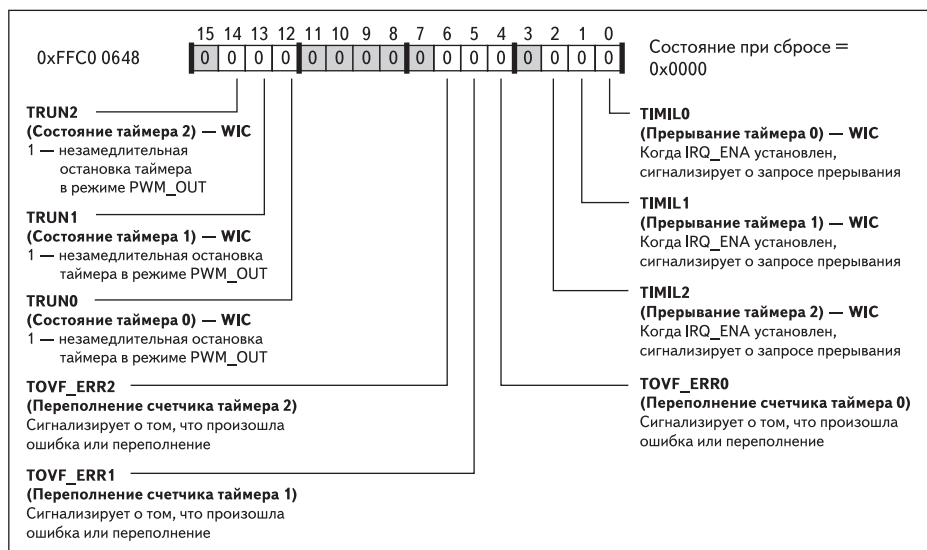 15 14 13 12 11 10 9 8 7 6 5 4 3 2 1 0
0xFFC0 0648
0 0 0 0 0 0 0 0 0 0 0 0 0 0 0 0
Состояние при сбросе =
0x0000
TRUN2
(Состояние таймера 2) — WIC
1 — незамедлительная
остановка таймера
в режиме PWM_OUT
TRUN1
(Состояние таймера 1) — WIC
1 — незамедлительная остановка
таймера в режиме PWM_OUT
TRUN0
(Состояние таймера 0) — WIC
1 — незамедлительная остановка
таймера в режиме PWM_OUT
TOVF_ERR2
(Переполнение счетчика таймера 2)
Сигнализирует о том, что произошла
ошибка или переполнение
TOVF_ERR1
(Переполнение счетчика таймера 1)
Сигнализирует о том, что произошла
ошибка или переполнение
TIMIL0
(Прерывание таймера 0) — WIC
Когда IRQ_ENA установлен,
сигнализирует о запросе прерывания
TIMIL1
(Прерывание таймера 1) — WIC
Когда IRQ_ENA установлен,
сигнализирует о запросе прерывания
TIMIL2
(Прерывание таймера 2) — WIC
Когда IRQ_ENA установлен,
сигнализирует о запросе прерывания
TOVF_ERR0
(Переполнение счетчика таймера 0)
Сигнализирует о том, что произошла
ошибка или переполнение